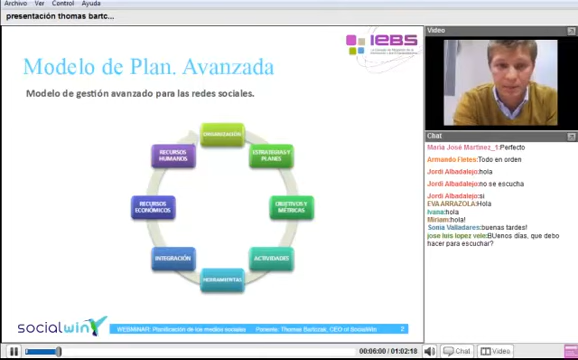 Archivo Ver Control Ayuda
presentación thomas bartc...
IEBS
Modelo de Plan. Avanzada
Modelo de gestión avanzado para las redes sociales.
ORGANIZACIÓN
ESTRATEGIAS Y
PLANES
OBJETIVOS Y
MÉTRICAS
ACTIVIDADES
HERRAMIENTAS
INTEGRACIÓN
RECURSOS
ECONÓMICOS
RECURSOS
HUMANOS
socialwin
WEBMINAR: Planificación de los medios sociales Ponente: Thomas Bartlczat, CEO of SocialWin 2
Video
Chat
Maria José Martinez_1:Perfecto
Armando Fletes:Todo en orden
Jordi Albadalejo:hola
Jordi Albadalejo:no se escucha
Jordi Albadalejo:si
EVA ARRAZOLA:Hola
Ivana:hola
Miriam:hola!
Sonia Valladares:buenas tardes!
jose luis lopez vele:BUenos días, que debo
hacer para escuchar?
00:06:00 / 01:02:18
Chat
Video